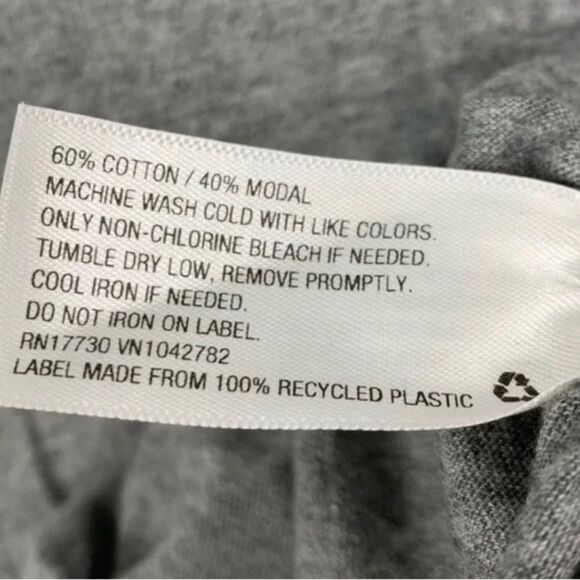 60% COTTON / 40% MODAL
MACHINE WASH COLD WITH LIKE COLORS.
ONLY NON-CHLORINE BLEACH IF NEEDED.
TUMBLE DRY LOW, REMOVE PROMPTLY.
COOL IRON IF NEEDED.
DO NOT IRON ON LABEL.
RN17730 VN1042782
LABEL MADE FROM 100% RECYCLED PLASTIC